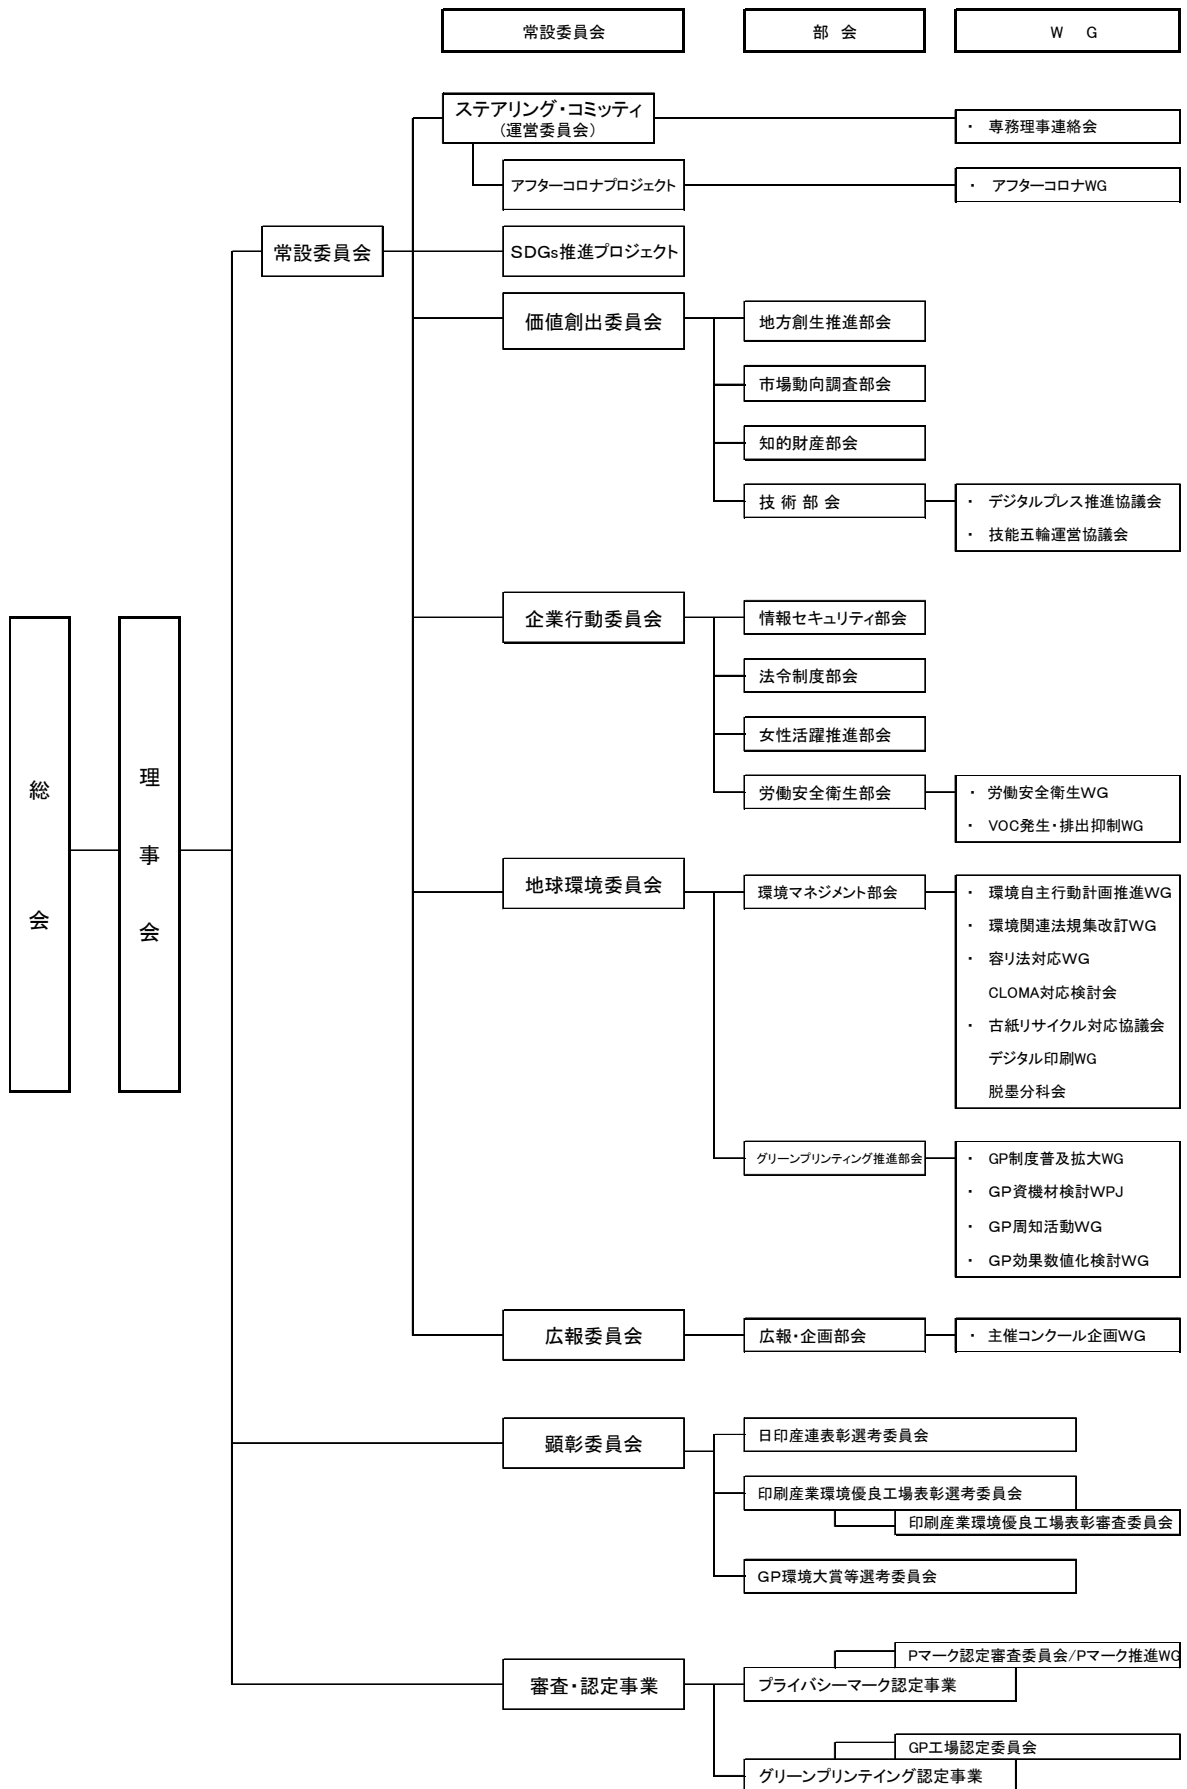 常設委員会
部 会
W G
ステアリング・コミッティ
(運営委員会)
・ 専務理事連絡会
アフターコロナプロジェクト
・ アフターコロナWG
常設委員会
SDGs推進プロジェクト
価値創出委員会
地方創生推進部会
市場動向調査部会
知的財産部会
技 術 部 会
・ デジタルプレス推進協議会
・ 技能五輪運営協議会
企業行動委員会
情報セキュリティ部会
法令制度部会
女性活躍推進部会
労働安全衛生部会
・ 労働安全衛生WG
・ VOC発生・排出抑制WG
総会
理事会
地球環境委員会
環境マネジメント部会
・ 環境自主行動計画推進WG
・ 環境関連法規集改訂WG
・ 容リ法対応WG
CLOMA対応検討会
・ 古紙リサイクル対応協議会
デジタル印刷WG
脱墨分科会
グリーンプリンティング推進部会
・ GP制度普及拡大WG
・ GP資機材検討WPJ
・ GP周知活動WG
・ GP効果数値化検討WG
広報委員会
広報・企画部会
・ 主催コンクール企画WG
顕彰委員会
日印産連表彰選考委員会
印刷産業環境優良工場表彰選考委員会
印刷産業環境優良工場表彰審査委員会
GP環境大賞等選考委員会
審査・認定事業
Pマーク認定審査委員会/Pマーク推進WG
プライバシーマーク認定事業
GP工場認定委員会
グリーンプリンテイング認定事業